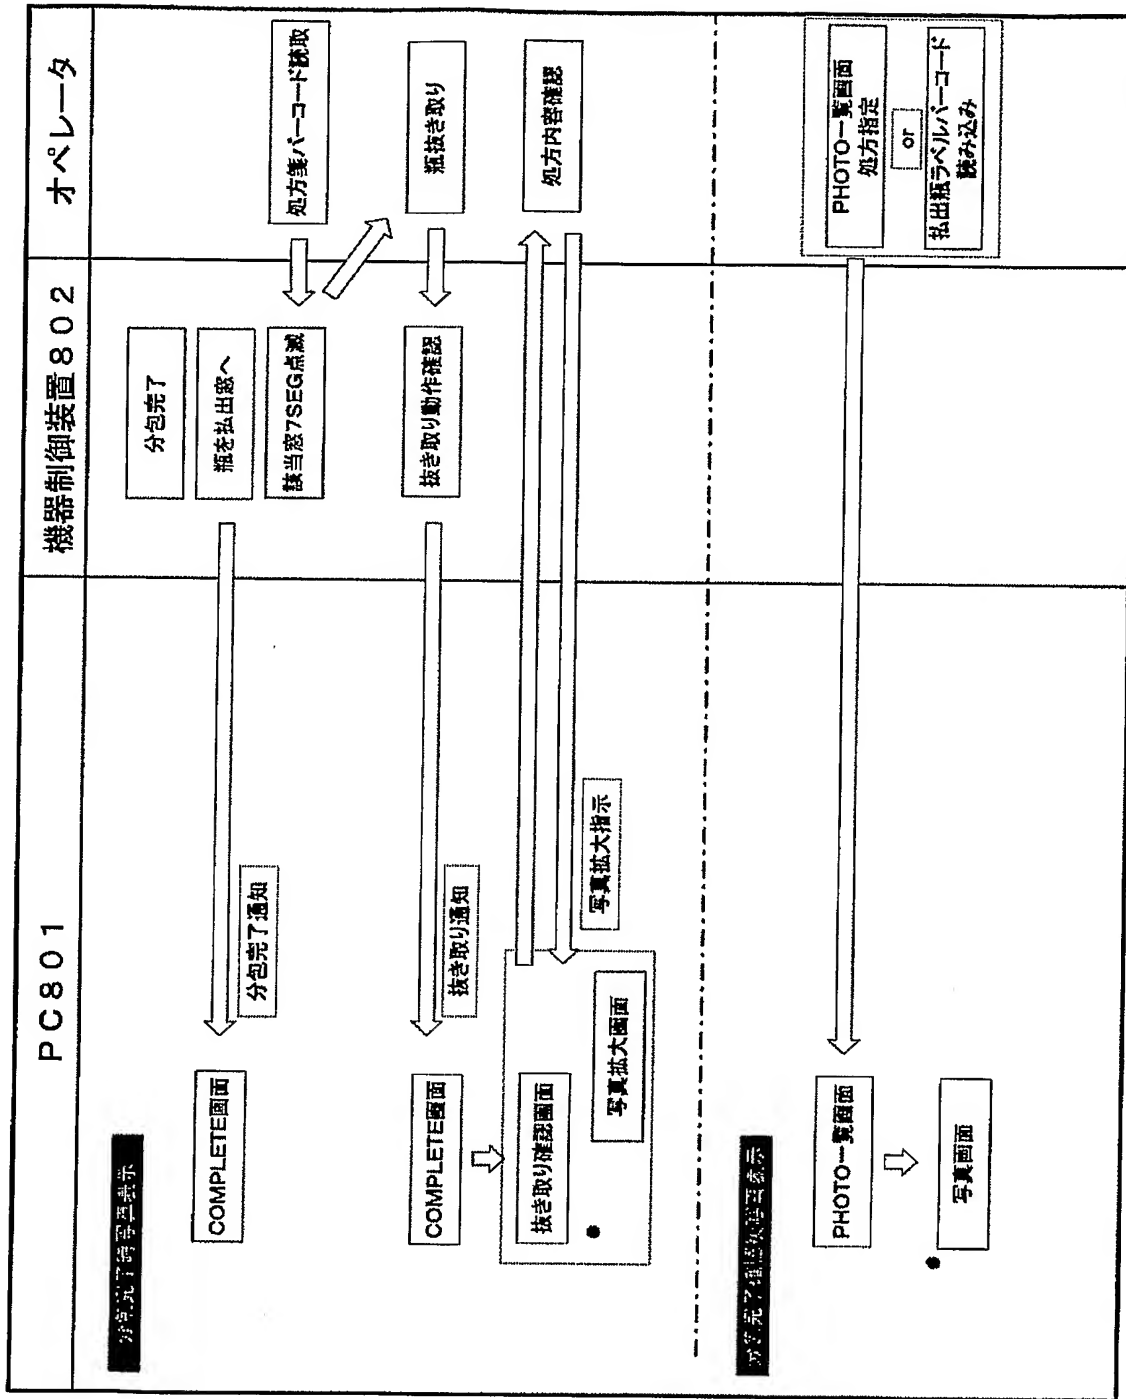 PC801
機器制御装置802
オペレータ
分包完了
瓶を払出窓へ
該当窓7SEG点滅
処方箋バーコード読取
COMPLETE画面
分包完了通知
瓶抜き取り
抜き取り動作確認
COMPLETE画面
抜き取り通知
抜き取り確認画面
写真拡大画面
写真拡大指示
処方内容確認
PHOTO一覧画面
処方指定
or
払出瓶ラベルバーコード
読み込み
PHOTO一覧画面
写真画面